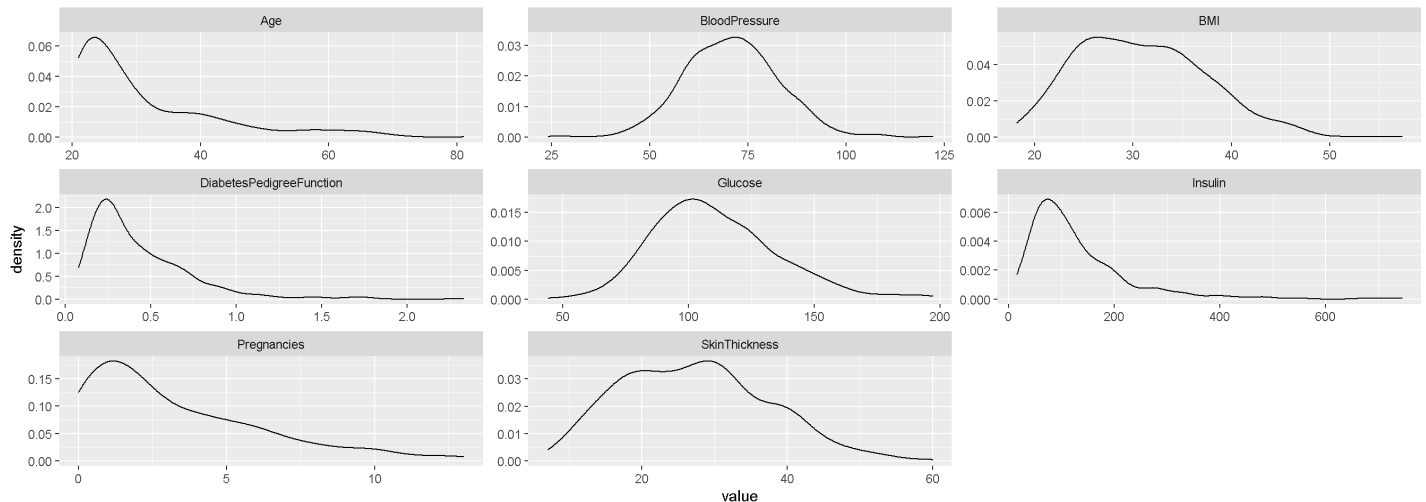 Age
0.06
0.04
0.02
0.00
20 40 60 80
BloodPressure
0.03
0.02
0.01
0.00
25 50 75 100 125
BMI
0.04
0.02
0.00
20 30 40 50
DiabetesPedigreeFunction
2.0
1.5
1.0
0.5
0.0
0.0 0.5 1.0 1.5 2.0
Glucose
0.015
0.010
0.005
0.000
50 100 150 200
Insulin
0.006
0.004
0.002
0.000
0 200 400 600
Pregnancies
0.15
0.10
0.05
0.00
0 5 10
SkinThickness
0.03
0.02
0.01
0.00
20 40 60
density
value